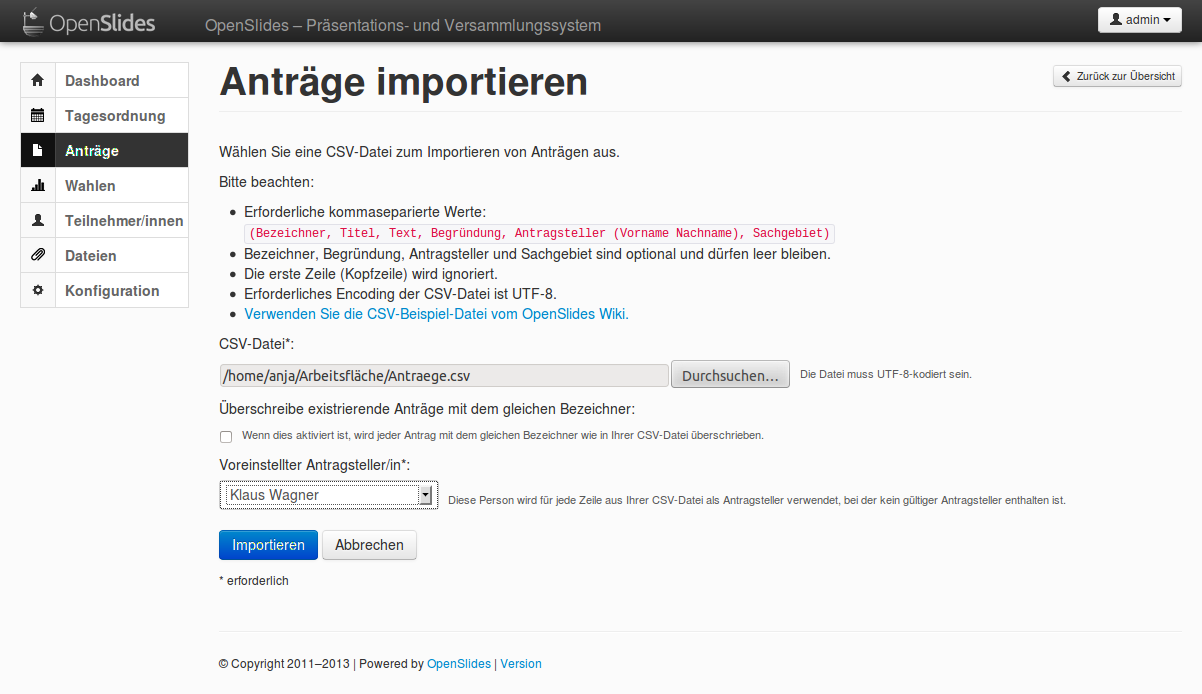 OpenSlides
OpenSlides – Präsentations- und Versammlungssystem
admin
Dashboard
Tagesordnung
Anträge
Wahlen
Teilnehmer/innen
Dateien
Konfiguration
Anträge importieren
Zurück zur Übersicht
Wählen Sie eine CSV-Datei zum Importieren von Anträgen aus.
Bitte beachten:
Erforderliche kommaseparierte Werte:
(Bezeichner, Titel, Text, Begründung, Antragsteller (Vorname Nachname), Sachgebiet)
Bezeichner, Begründung, Antragsteller und Sachgebiet sind optional und dürfen leer bleiben.
Die erste Zeile (Kopfzeile) wird ignoriert.
Erforderliches Encoding der CSV-Datei ist UTF-8.
Verwenden Sie die CSV-Beispiel-Datei vom OpenSlides Wiki.
CSV-Datei*:
/home/anja/Arbeitsfläche/Antraege.csv Durchsuchen... Die Datei muss UTF-8-kodiert sein.
Überschreibe existrierende Anträge mit dem gleichen Bezeichner:
Wenn dies aktiviert ist, wird jeder Antrag mit dem gleichen Bezeichner wie in Ihrer CSV-Datei überschrieben.
Voreinstellter Antragsteller/in*:
Klaus Wagner Diese Person wird für jede Zeile aus Ihrer CSV-Datei als Antragsteller verwendet, bei der kein gültiger Antragsteller enthalten ist.
Importieren Abbrechen
* erforderlich
© Copyright 2011–2013 | Powered by OpenSlides | Version